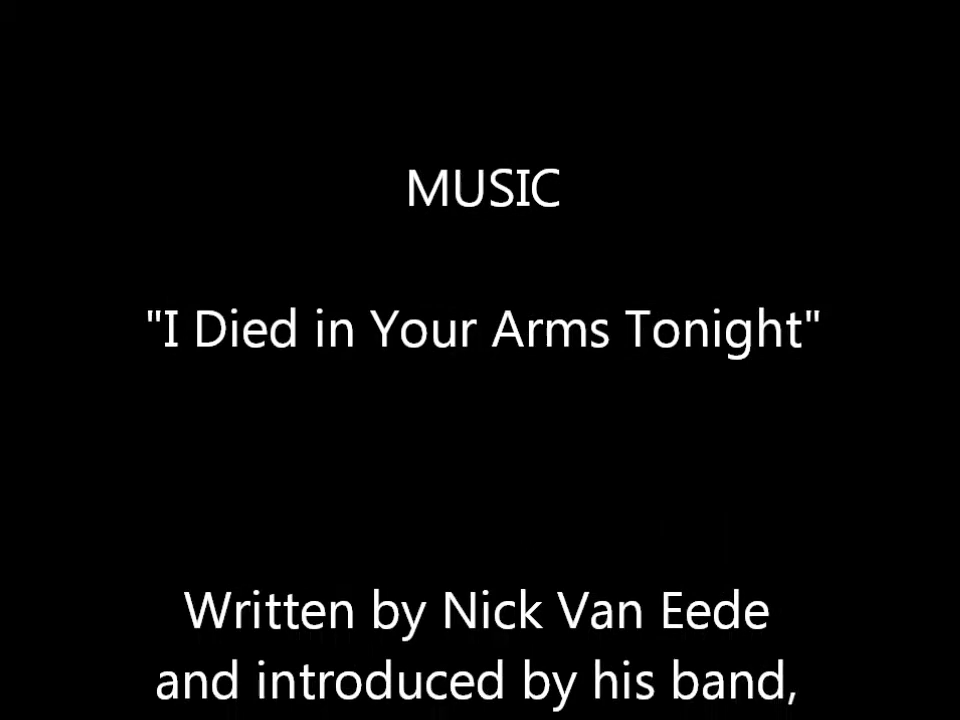 MUSIC
"I Died in Your Arms Tonight"
Written by Nick Van Eede
and introduced by his band,